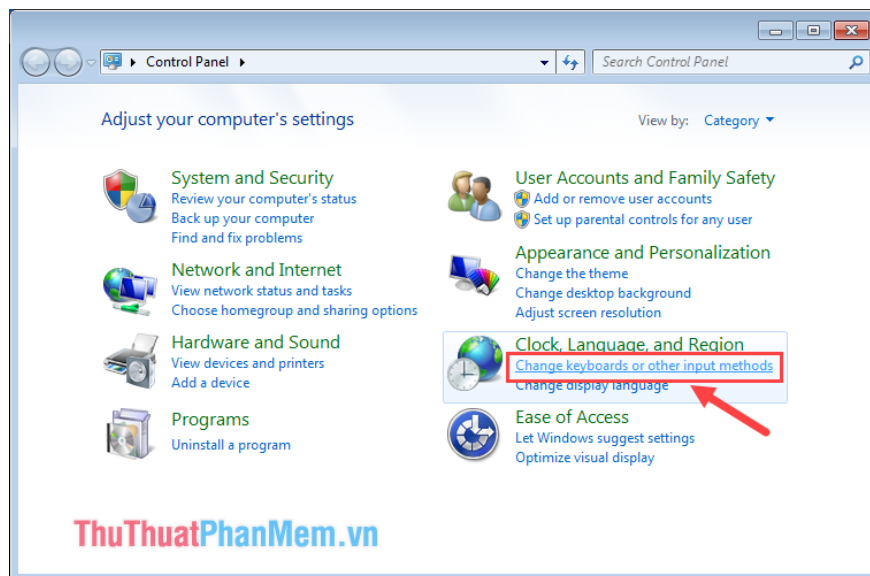 Control Panel
Search Control Panel
Adjust your computer's settings
View by: Category
System and Security
Review your computer's status
Back up your computer
Find and fix problems
Network and Internet
View network status and tasks
Choose homegroup and sharing options
Hardware and Sound
View devices and printers
Add a device
Programs
Uninstall a program
User Accounts and Family Safety
Add or remove user accounts
Set up parental controls for any user
Appearance and Personalization
Change the theme
Change desktop background
Adjust screen resolution
Clock, Language, and Region
Change keyboards or other input methods
Change display language
Ease of Access
Let Windows suggest settings
Optimize visual display
ThuThuatPhanMem.vn